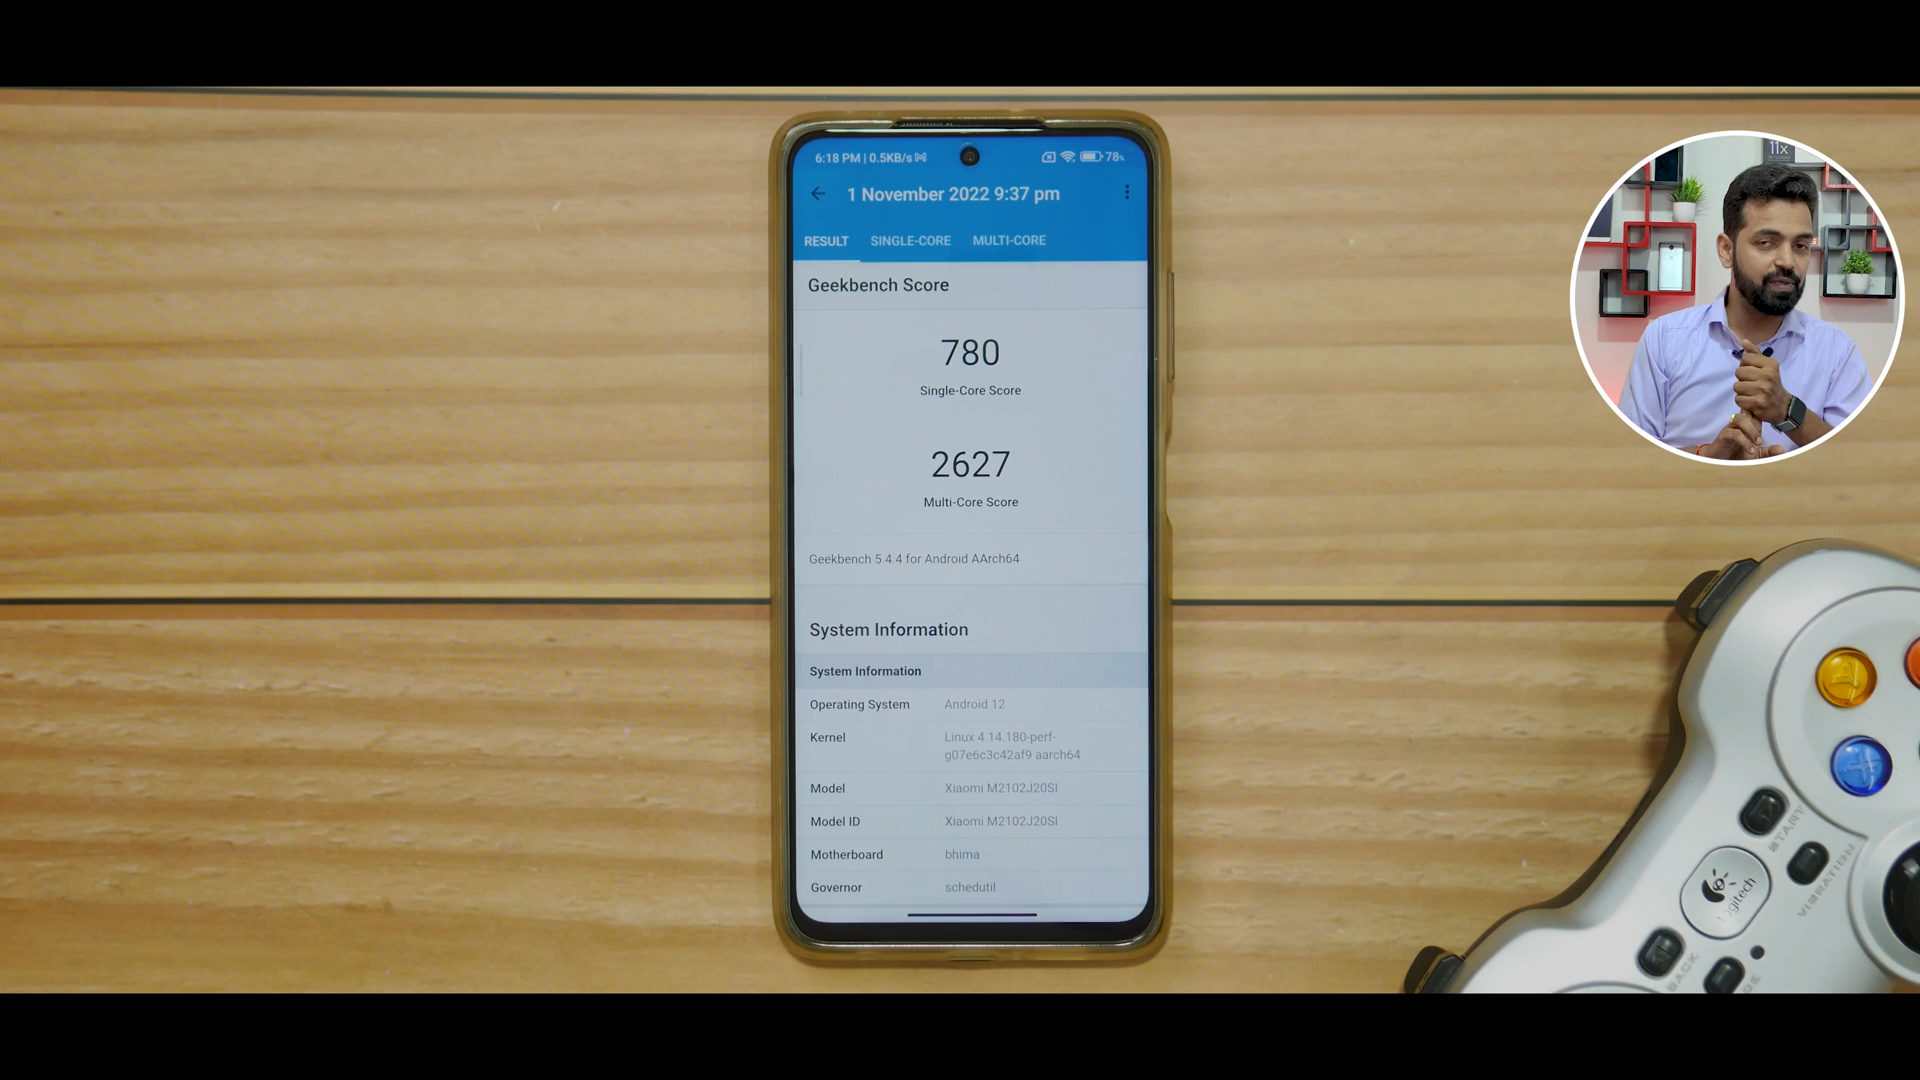 6:18 PM | 0.5KB/s
78%
1 November 2022 9:37 pm
RESULT
SINGLE-CORE
MULTI-CORE
Geekbench Score
780
Single-Core Score
2627
Multi-Core Score
Geekbench 5.4.4 for Android AArch64
System Information
System Information
Operating System Android 12
Kernel Linux 4.14.180-perf-
g07e6c3c42af9 aarch64
Model Xiaomi M2102J20SI
Model ID Xiaomi M2102J20SI
Motherboard bhima
Governor schedutil
11x
START
VIBRATION
Logitech
BACK